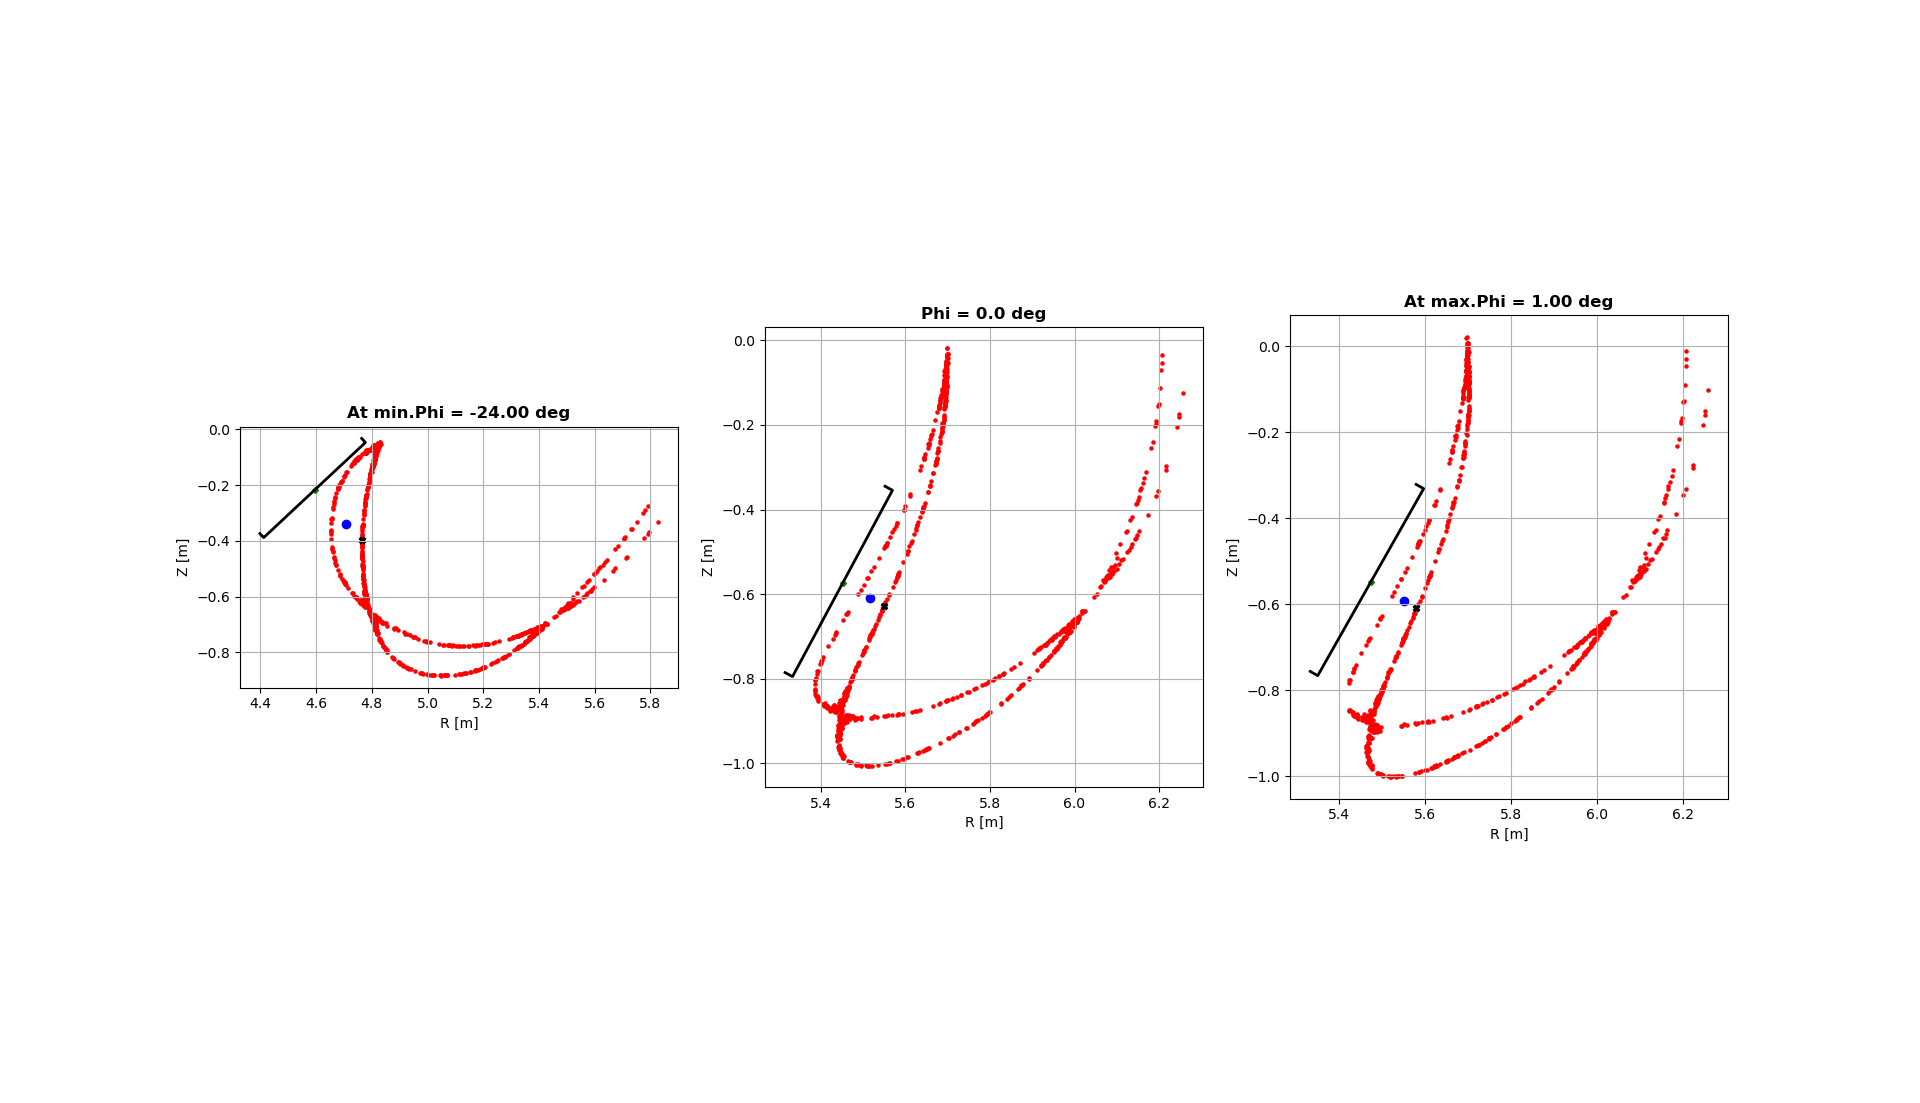 At min.Phi = -24.00 deg
0.0
−0.2
−0.4
−0.6
−0.8
Z [m]
4.4 4.6 4.8 5.0 5.2 5.4 5.6 5.8
R [m]
Phi = 0.0 deg
0.0
−0.2
−0.4
−0.6
−0.8
−1.0
Z [m]
5.4 5.6 5.8 6.0 6.2
R [m]
At max.Phi = 1.00 deg
0.0
−0.2
−0.4
−0.6
−0.8
−1.0
Z [m]
5.4 5.6 5.8 6.0 6.2
R [m]